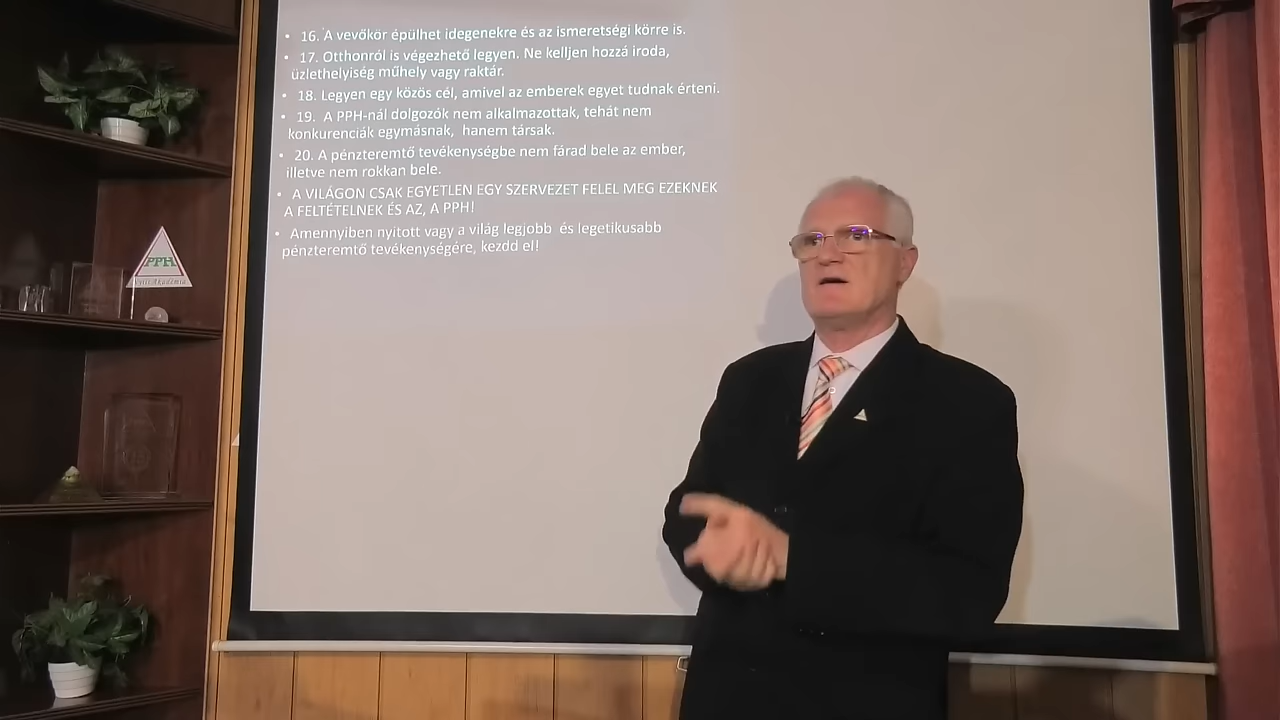 • 16. A vevőkör épülhet idegenekre és az ismeretségi körre is.
• 17. Otthonról is végezhető legyen. Ne kelljen hozzá iroda,
üzlethelyiség műhely vagy raktár.
• 18. Legyen egy közös cél, amivel az emberek egyet tudnak érteni.
• 19. A PPH-nál dolgozók nem alkalmazottak, tehát nem
konkurenciák egymásnak, hanem társak.
• 20. A pénzteremtő tevékenységbe nem fárad bele az ember,
illetve nem rokkan bele.
• A VILÁGON CSAK EGYETLEN EGY SZERVEZET FELEL MEG EZEKNEK
A FELTÉTELNEK ÉS AZ, A PPH!
• Amennyiben nyitott vagy a világ legjobb és legetikusabb
pénzteremtő tevékenységére, kezdd el!
PPH
Akadémia